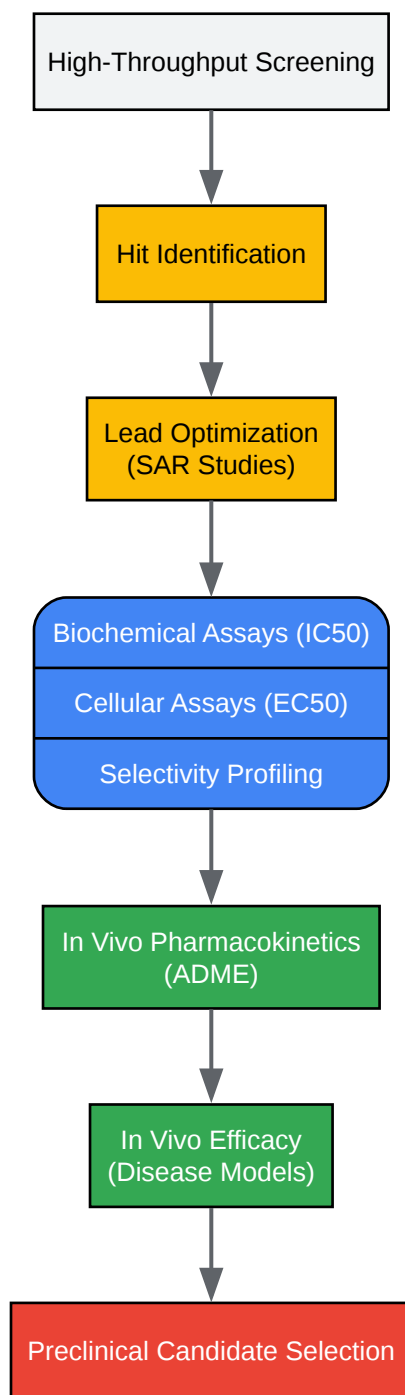 High-Throughput Screening
Hit Identification
Lead Optimization
(SAR Studies)
Biochemical Assays (IC50)
Cellular Assays (EC50)
Selectivity Profiling
In Vivo Pharmacokinetics
(ADME)
In Vivo Efficacy
(Disease Models)
Preclinical Candidate Selection